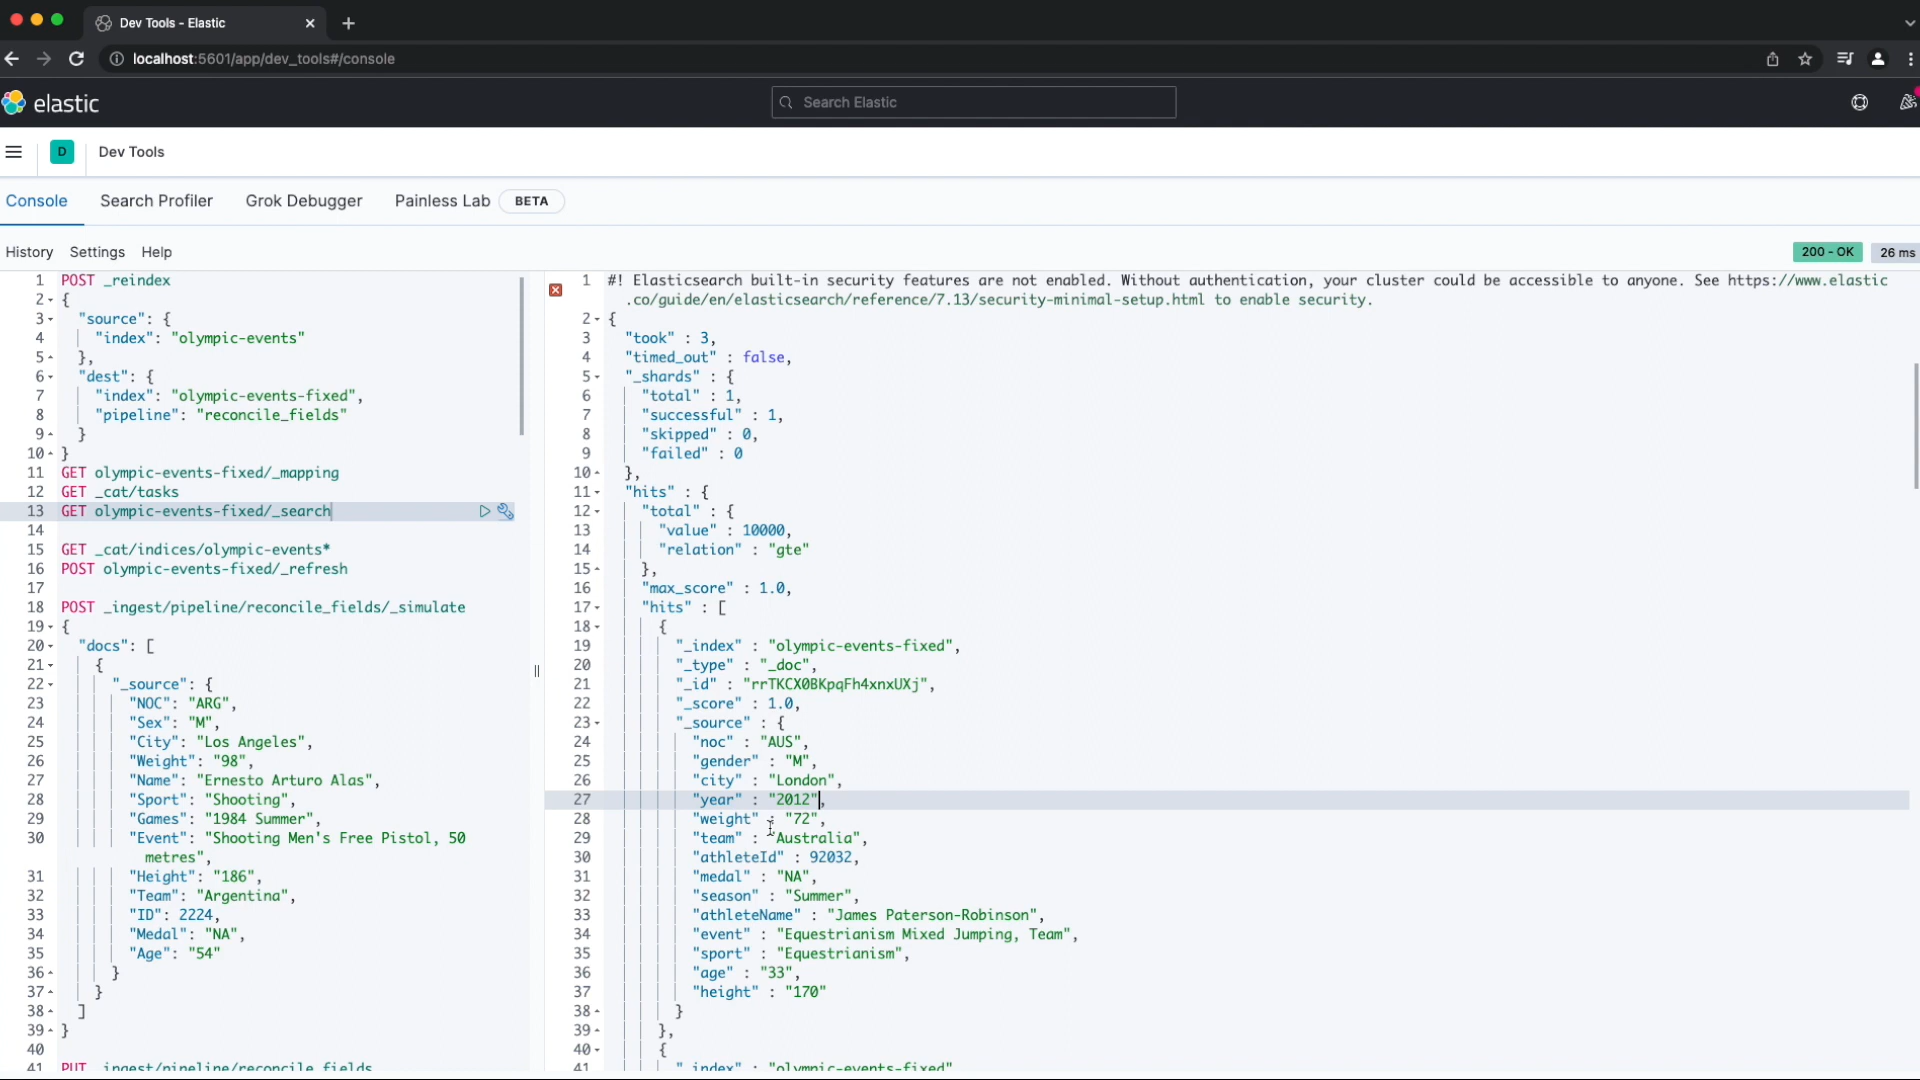 Dev Tools - Elastic
localhost:5601/app/dev_tools#/console
elastic
Search Elastic
D
Dev Tools
Console
Search Profiler
Grok Debugger
Painless Lab
BETA
History
Settings
Help
200 - OK
26 ms
1 POST _reindex
2 {
3 "source": {
4 "index": "olympic-events"
5 },
6 "dest": {
7 "index": "olympic-events-fixed",
8 "pipeline": "reconcile_fields"
9 }
10 }
11 GET olympic-events-fixed/_mapping
12 GET _cat/tasks
13 GET olympic-events-fixed/_search
14
15 GET _cat/indices/olympic-events*
16 POST olympic-events-fixed/_refresh
17
18 POST _ingest/pipeline/reconcile_fields/_simulate
19 {
20 "docs": [
21 {
22 "_source": {
23 "NOC": "ARG",
24 "Sex": "M",
25 "City": "Los Angeles",
26 "Weight": "98",
27 "Name": "Ernesto Arturo Alas",
28 "Sport": "Shooting",
29 "Games": "1984 Summer",
30 "Event": "Shooting Men's Free Pistol, 50
metres",
31 "Height": "186",
32 "Team": "Argentina",
33 "ID": 2224,
34 "Medal": "NA",
35 "Age": "54"
36 }
37 }
38 ]
39 }
40
41 PUT _ingest/pipeline/reconcile_fields
1 #! Elasticsearch built-in security features are not enabled. Without authentication, your cluster could be accessible to anyone. See https://www.elastic
.co/guide/en/elasticsearch/reference/7.13/security-minimal-setup.html to enable security.
2 {
3 "took" : 3,
4 "timed_out" : false,
5 "_shards" : {
6 "total" : 1,
7 "successful" : 1,
8 "skipped" : 0,
9 "failed" : 0
10 },
11 "hits" : {
12 "total" : {
13 "value" : 10000,
14 "relation" : "gte"
15 },
16 "max_score" : 1.0,
17 "hits" : [
18 {
19 "_index" : "olympic-events-fixed",
20 "_type" : "_doc",
21 "_id" : "rrTKCX0BKpqFh4xnxUXj",
22 "_score" : 1.0,
23 "_source" : {
24 "noc" : "AUS",
25 "gender" : "M",
26 "city" : "London",
27 "year" : "2012",
28 "weight" : "72",
29 "team" : "Australia",
30 "athleteId" : 92032,
31 "medal" : "NA",
32 "season" : "Summer",
33 "athleteName" : "James Paterson-Robinson",
34 "event" : "Equestrianism Mixed Jumping, Team",
35 "sport" : "Equestrianism",
36 "age" : "33",
37 "height" : "170"
38 }
39 },
40 {
41 "_index" : "olympic-events-fixed"